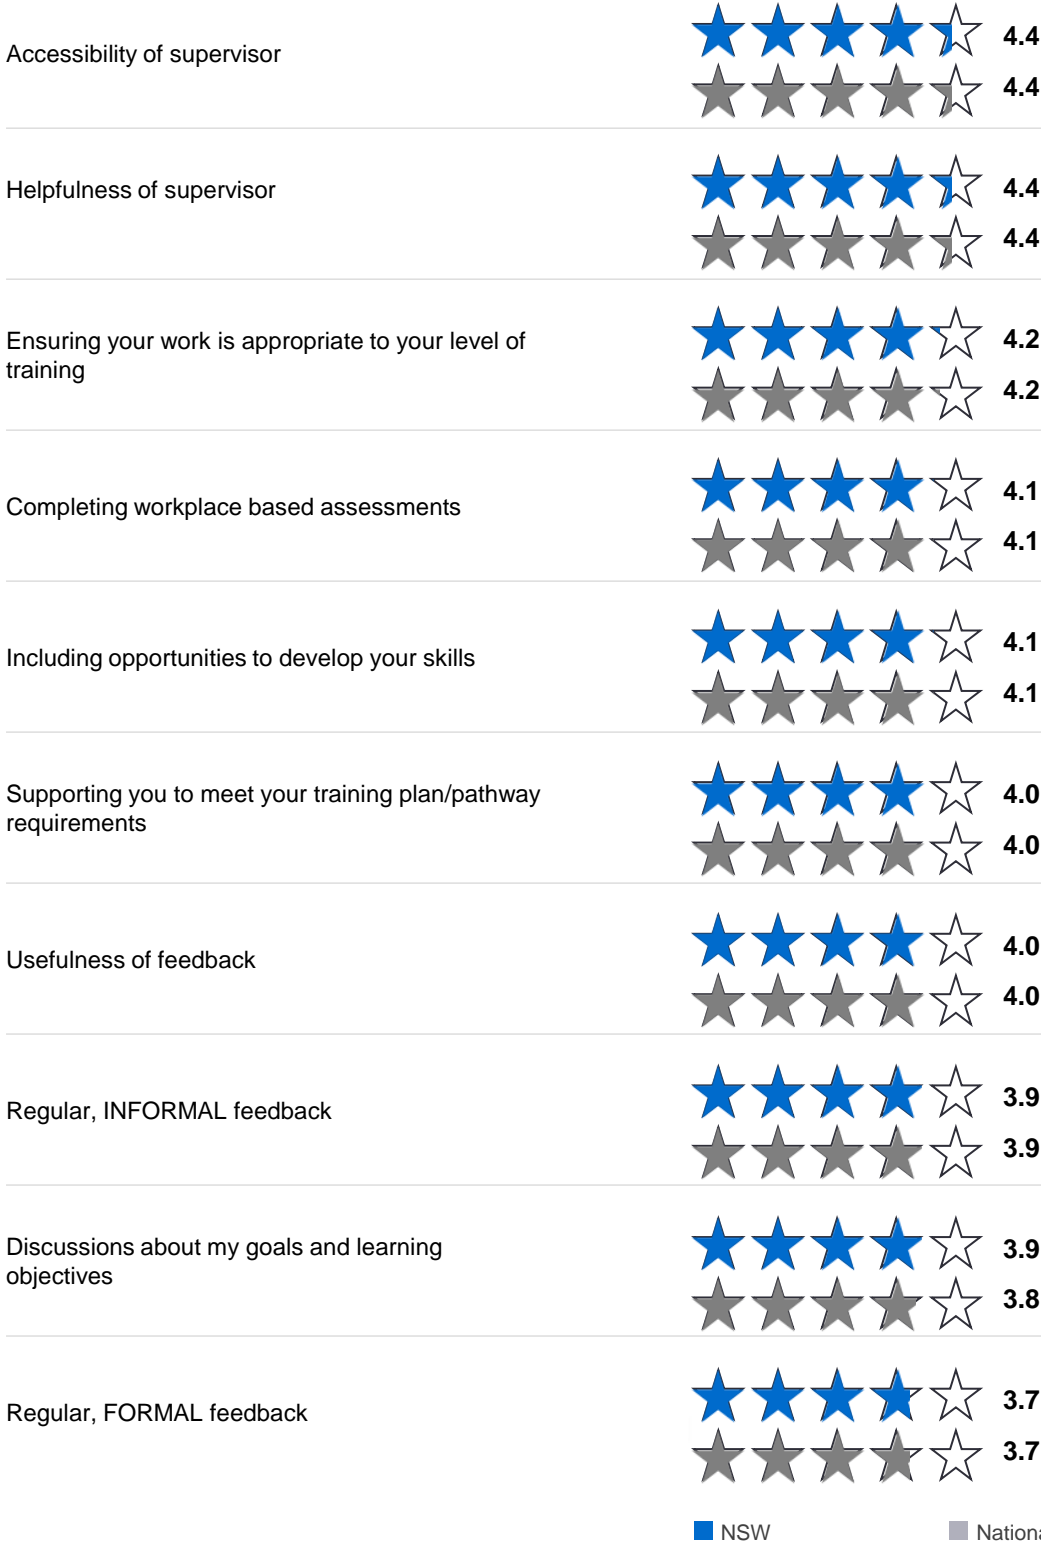 Accessibility of supervisor
4.4
4.4
Helpfulness of supervisor
4.4
4.4
Ensuring your work is appropriate to your level of
training
4.2
4.2
Completing workplace based assessments
4.1
4.1
Including opportunities to develop your skills
4.1
4.1
Supporting you to meet your training plan/pathway
requirements
4.0
4.0
Usefulness of feedback
4.0
4.0
Regular, INFORMAL feedback
3.9
3.9
Discussions about my goals and learning
objectives
3.9
3.8
Regular, FORMAL feedback
3.7
3.7
NSW
Nationa